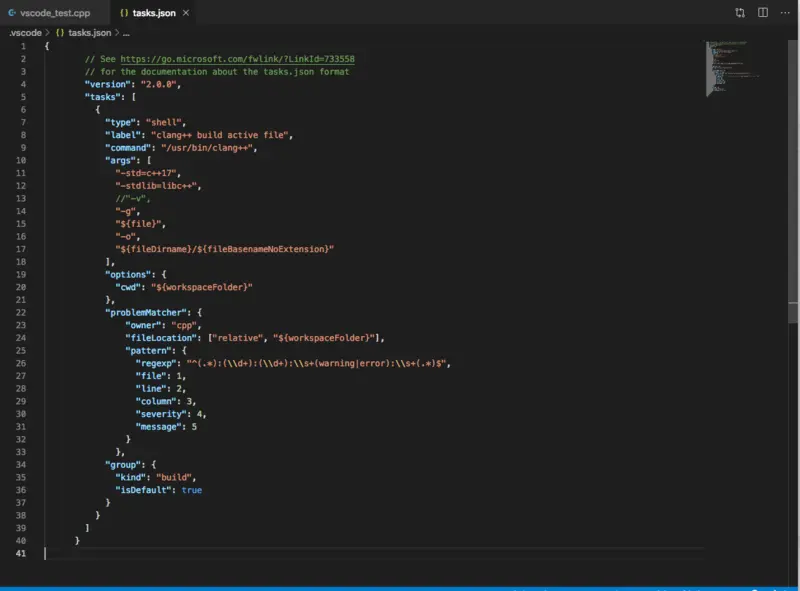 vscode_test.cpp
{} tasks.json ×
.vscode > {} tasks.json > ...
1 {
2 // See https://go.microsoft.com/fwlink/?LinkId=733558
3 // for the documentation about the tasks.json format
4 "version": "2.0.0",
5 "tasks": [
6 {
7 "type": "shell",
8 "label": "clang++ build active file",
9 "command": "/usr/bin/clang++",
10 "args": [
11 "-std=c++17",
12 "-stdlib=libc++",
13 //"-v",
14 "-g",
15 "${file}",
16 "-o",
17 "${fileDirname}/${fileBasenameNoExtension}"
18 ],
19 "options": {
20 "cwd": "${workspaceFolder}"
21 },
22 "problemMatcher": {
23 "owner": "cpp",
24 "fileLocation": ["relative", "${workspaceFolder}"],
25 "pattern": {
26 "regexp": "^(.*):(\\d+):(\\d+):\\s+(warning|error):\\s+(.*)$",
27 "file": 1,
28 "line": 2,
29 "column": 3,
30 "severity": 4,
31 "message": 5
32 }
33 },
34 "group": {
35 "kind": "build",
36 "isDefault": true
37 }
38 }
39 ]
40 }
41